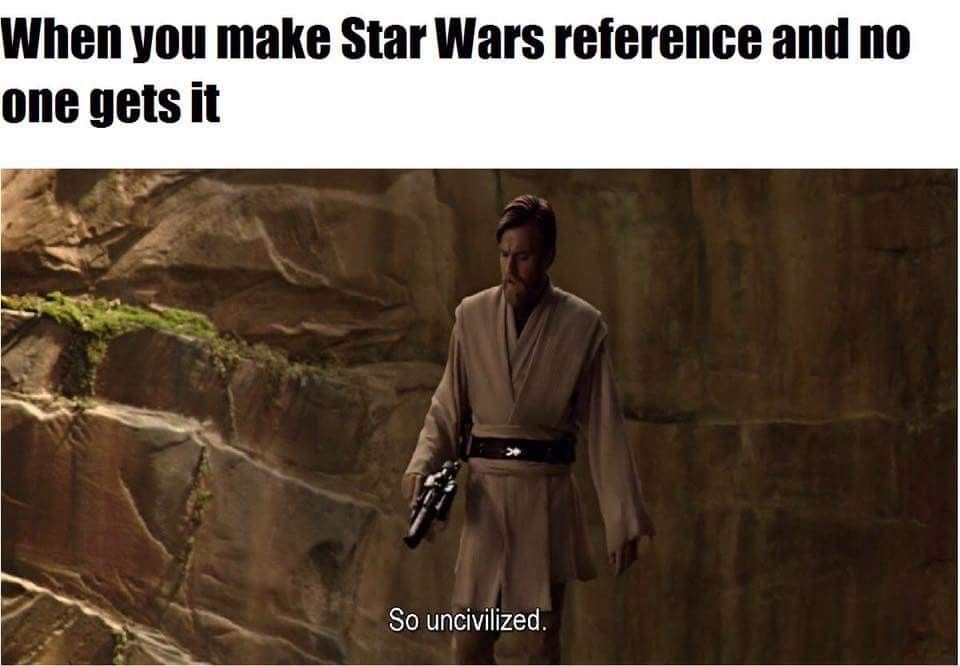 When you make Star Wars reference and no
one gets it
So uncivilized.